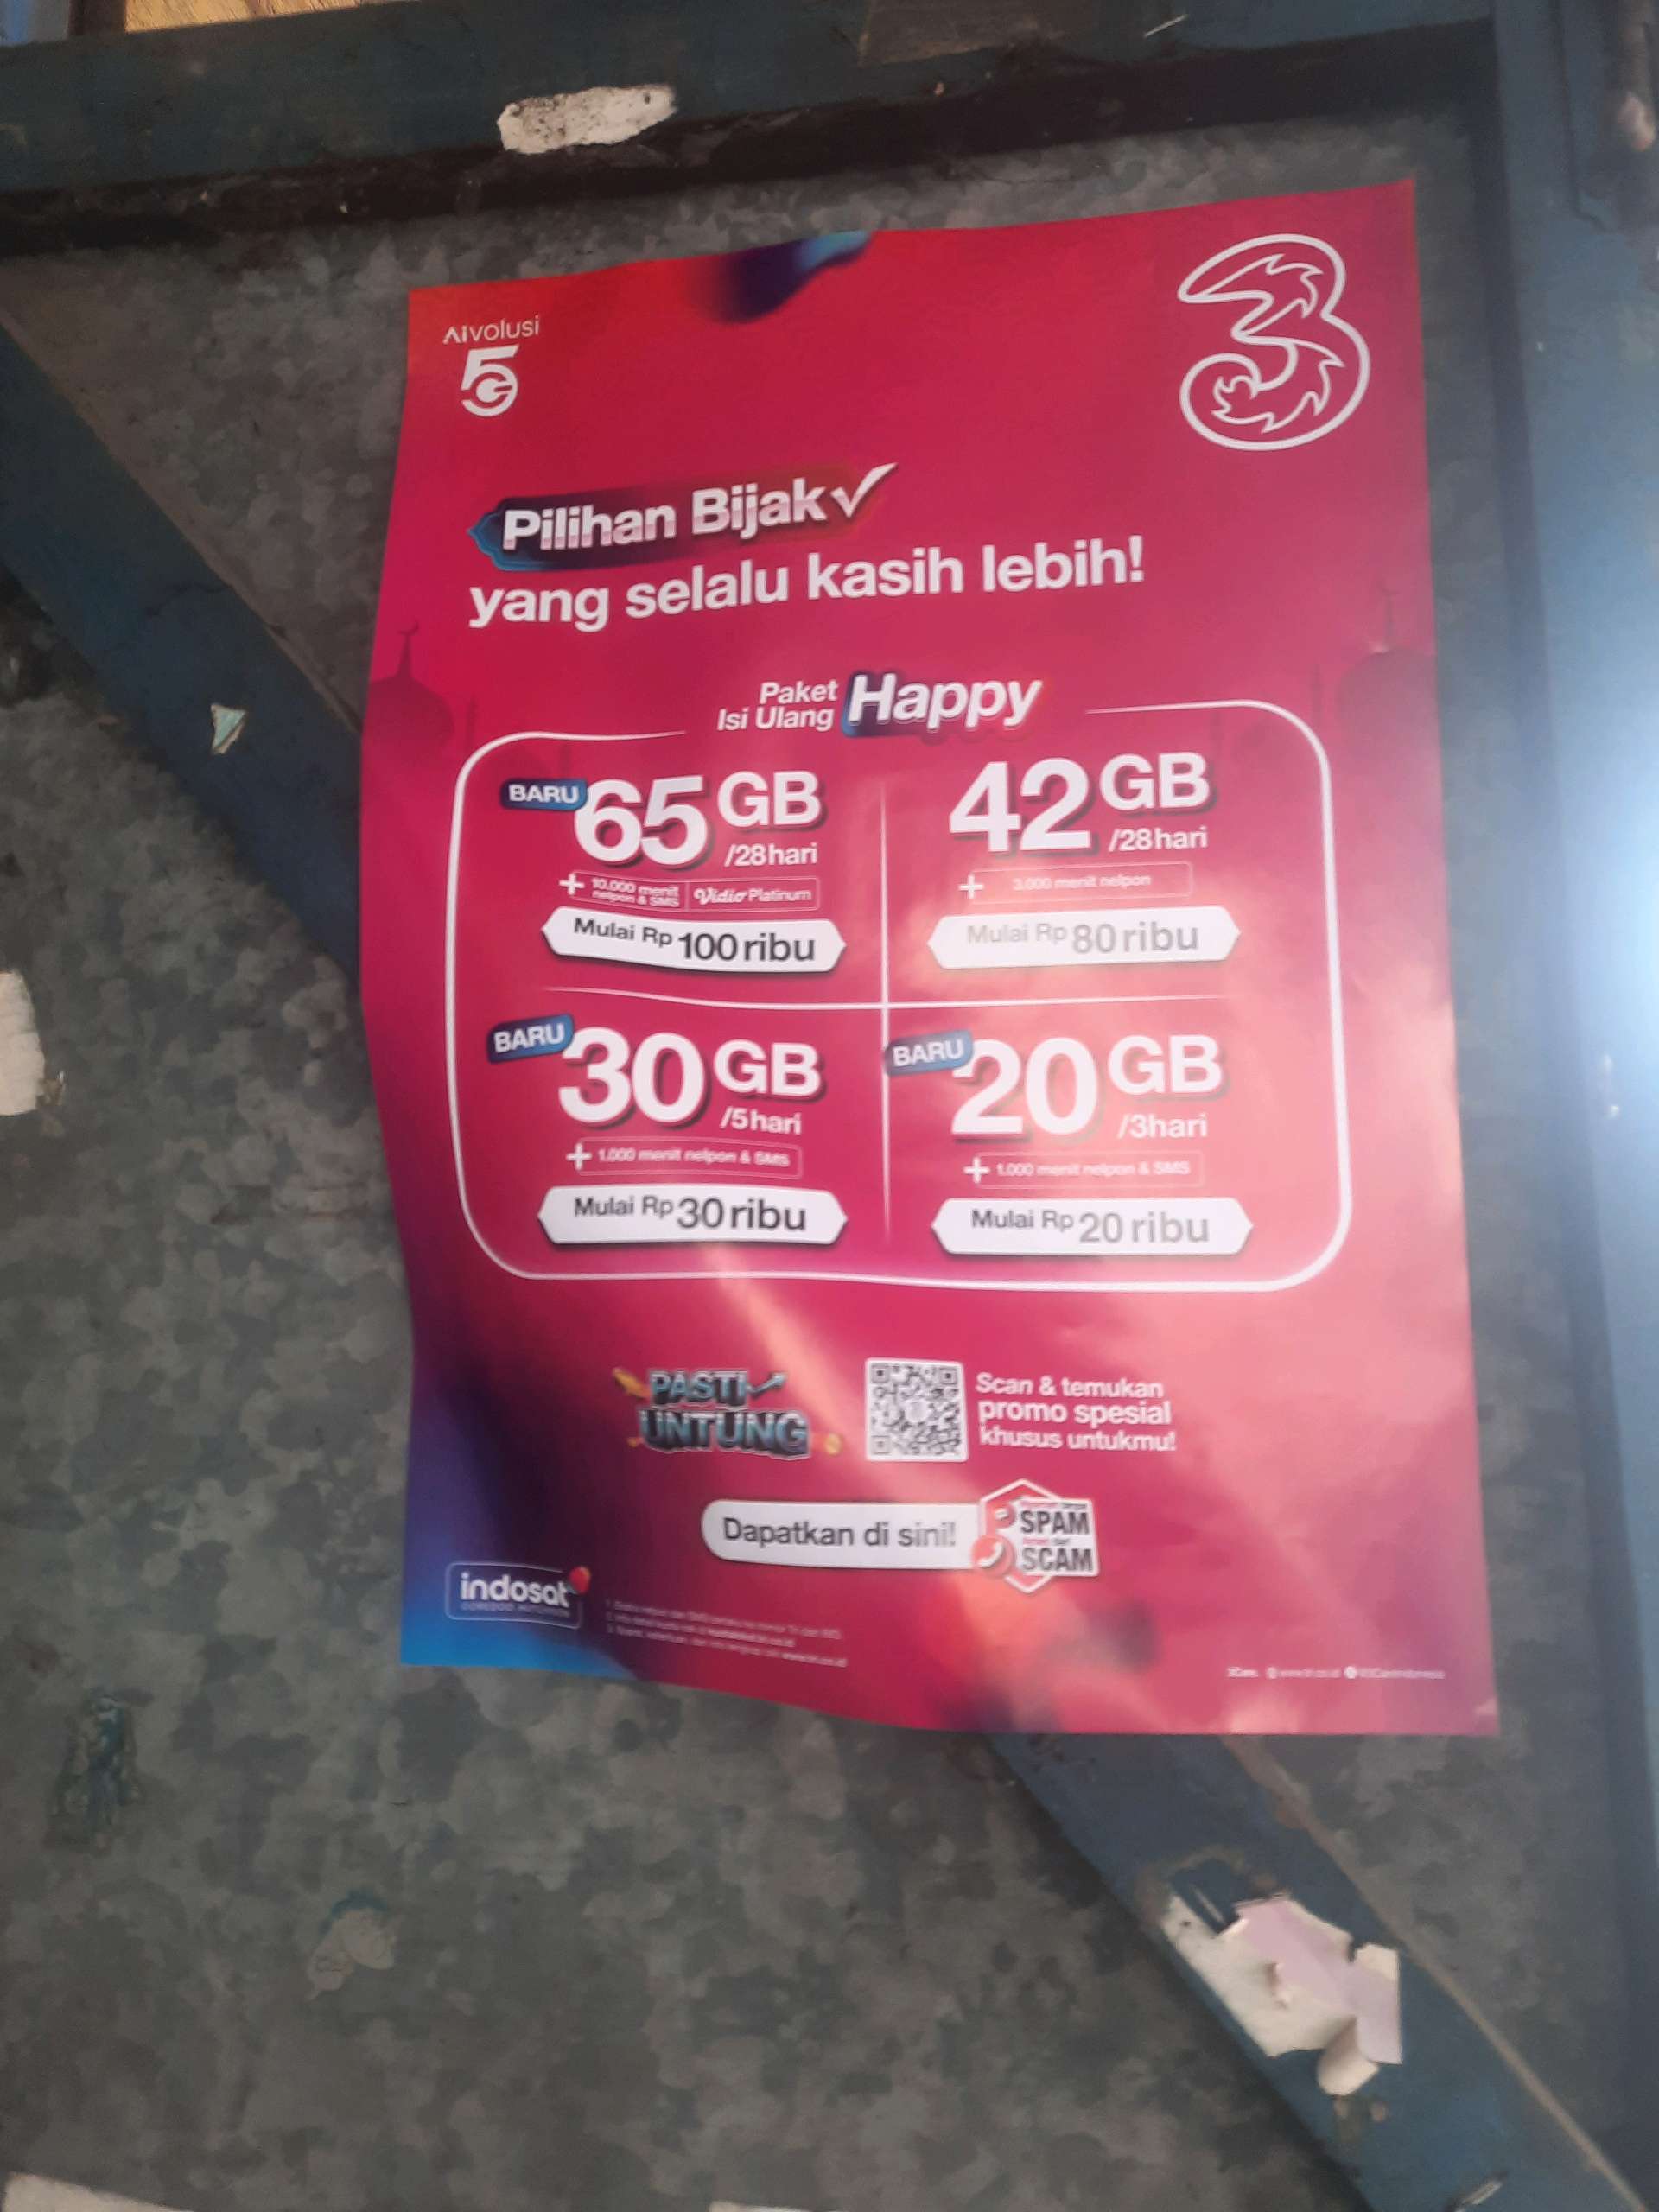 AIvolusi
5G
3
Pilihan Bijak
yang selalu kasih lebih!
Paket
Isi Ulang
Happy
BARU
65 GB
/28hari
+ 10.000 menit
nelpon & SMS
Vidio Platinum
Mulai Rp 100 ribu
42 GB
/28hari
+ 3.000 menit nelpon
Mulai Rp 80 ribu
BARU
30 GB
/5hari
+ 1.000 menit nelpon & SMS
Mulai Rp 30 ribu
BARU
20 GB
/3hari
+ 1.000 menit nelpon & SMS
Mulai Rp 20 ribu
PASTI
UNTUNG
Scan & temukan
promo spesial
khusus untukmu!
Dapatkan di sini!
SPAM
SCAM
indosat